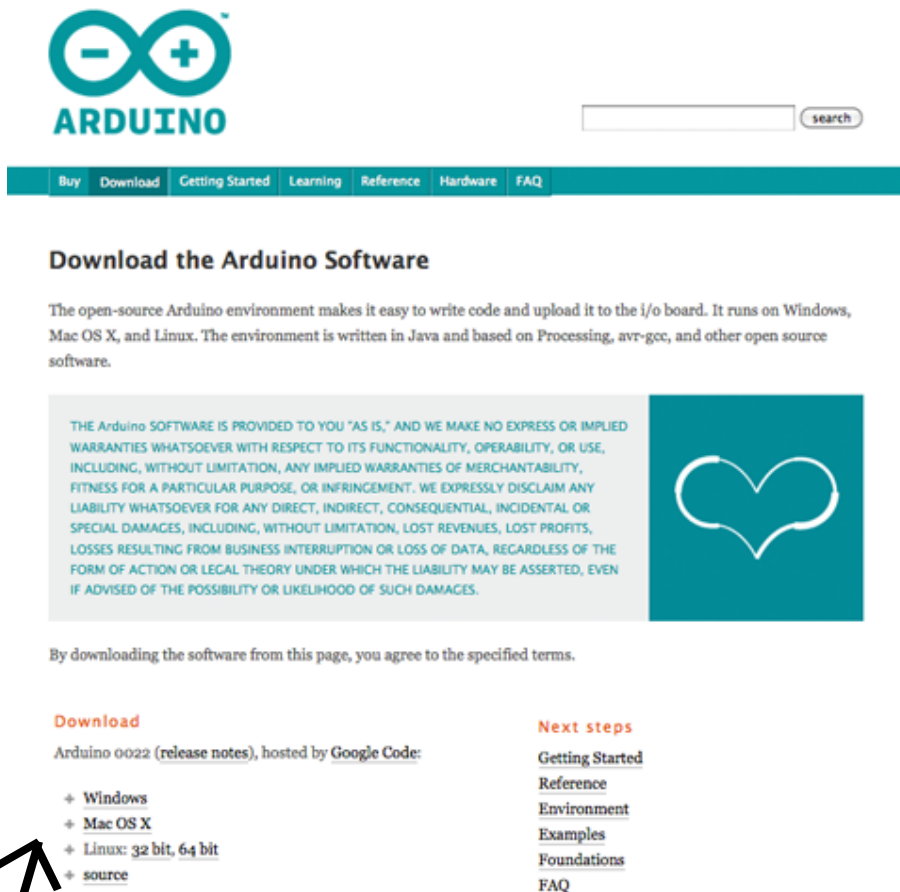 ARDUINO
TM
search
Buy Download Getting Started Learning Reference Hardware FAQ
Download the Arduino Software
The open-source Arduino environment makes it easy to write code and upload it to the i/o board. It runs on Windows,
Mac OS X, and Linux. The environment is written in Java and based on Processing, avr-gcc, and other open source
software.
THE Arduino SOFTWARE IS PROVIDED TO YOU "AS IS," AND WE MAKE NO EXPRESS OR IMPLIED
WARRANTIES WHATSOEVER WITH RESPECT TO ITS FUNCTIONALITY, OPERABILITY, OR USE,
INCLUDING, WITHOUT LIMITATION, ANY IMPLIED WARRANTIES OF MERCHANTABILITY,
FITNESS FOR A PARTICULAR PURPOSE, OR INFRINGEMENT. WE EXPRESSLY DISCLAIM ANY
LIABILITY WHATSOEVER FOR ANY DIRECT, INDIRECT, CONSEQUENTIAL, INCIDENTAL OR
SPECIAL DAMAGES, INCLUDING, WITHOUT LIMITATION, LOST REVENUES, LOST PROFITS,
LOSSES RESULTING FROM BUSINESS INTERRUPTION OR LOSS OF DATA, REGARDLESS OF THE
FORM OF ACTION OR LEGAL THEORY UNDER WHICH THE LIABILITY MAY BE ASSERTED, EVEN
IF ADVISED OF THE POSSIBILITY OR LIKELIHOOD OF SUCH DAMAGES.
By downloading the software from this page, you agree to the specified terms.
Download
Arduino 0022 (release notes), hosted by Google Code:
+ Windows
+ Mac OS X
+ Linux: 32 bit, 64 bit
+ source
Next steps
Getting Started
Reference
Environment
Examples
Foundations
FAQ